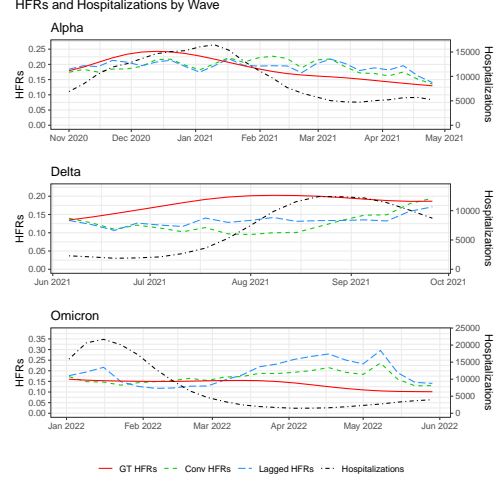 HFRs and Hospitalizations by Wave
Alpha
0.25
0.20
0.15
0.10
0.05
0.00
HFRs
15000
10000
5000
0
Hospitalizations
Nov 2020 Dec 2020 Jan 2021 Feb 2021 Mar 2021 Apr 2021 May 2021
Delta
0.20
0.15
0.10
0.05
0.00
HFRs
10000
5000
0
Hospitalizations
Jun 2021 Jul 2021 Aug 2021 Sep 2021 Oct 2021
Omicron
0.35
0.30
0.25
0.20
0.15
0.10
0.05
0.00
HFRs
25000
20000
15000
10000
5000
0
Hospitalizations
Jan 2022 Feb 2022 Mar 2022 Apr 2022 May 2022 Jun 2022
GT HFRs Conv HFRs Lagged HFRs Hospitalizations